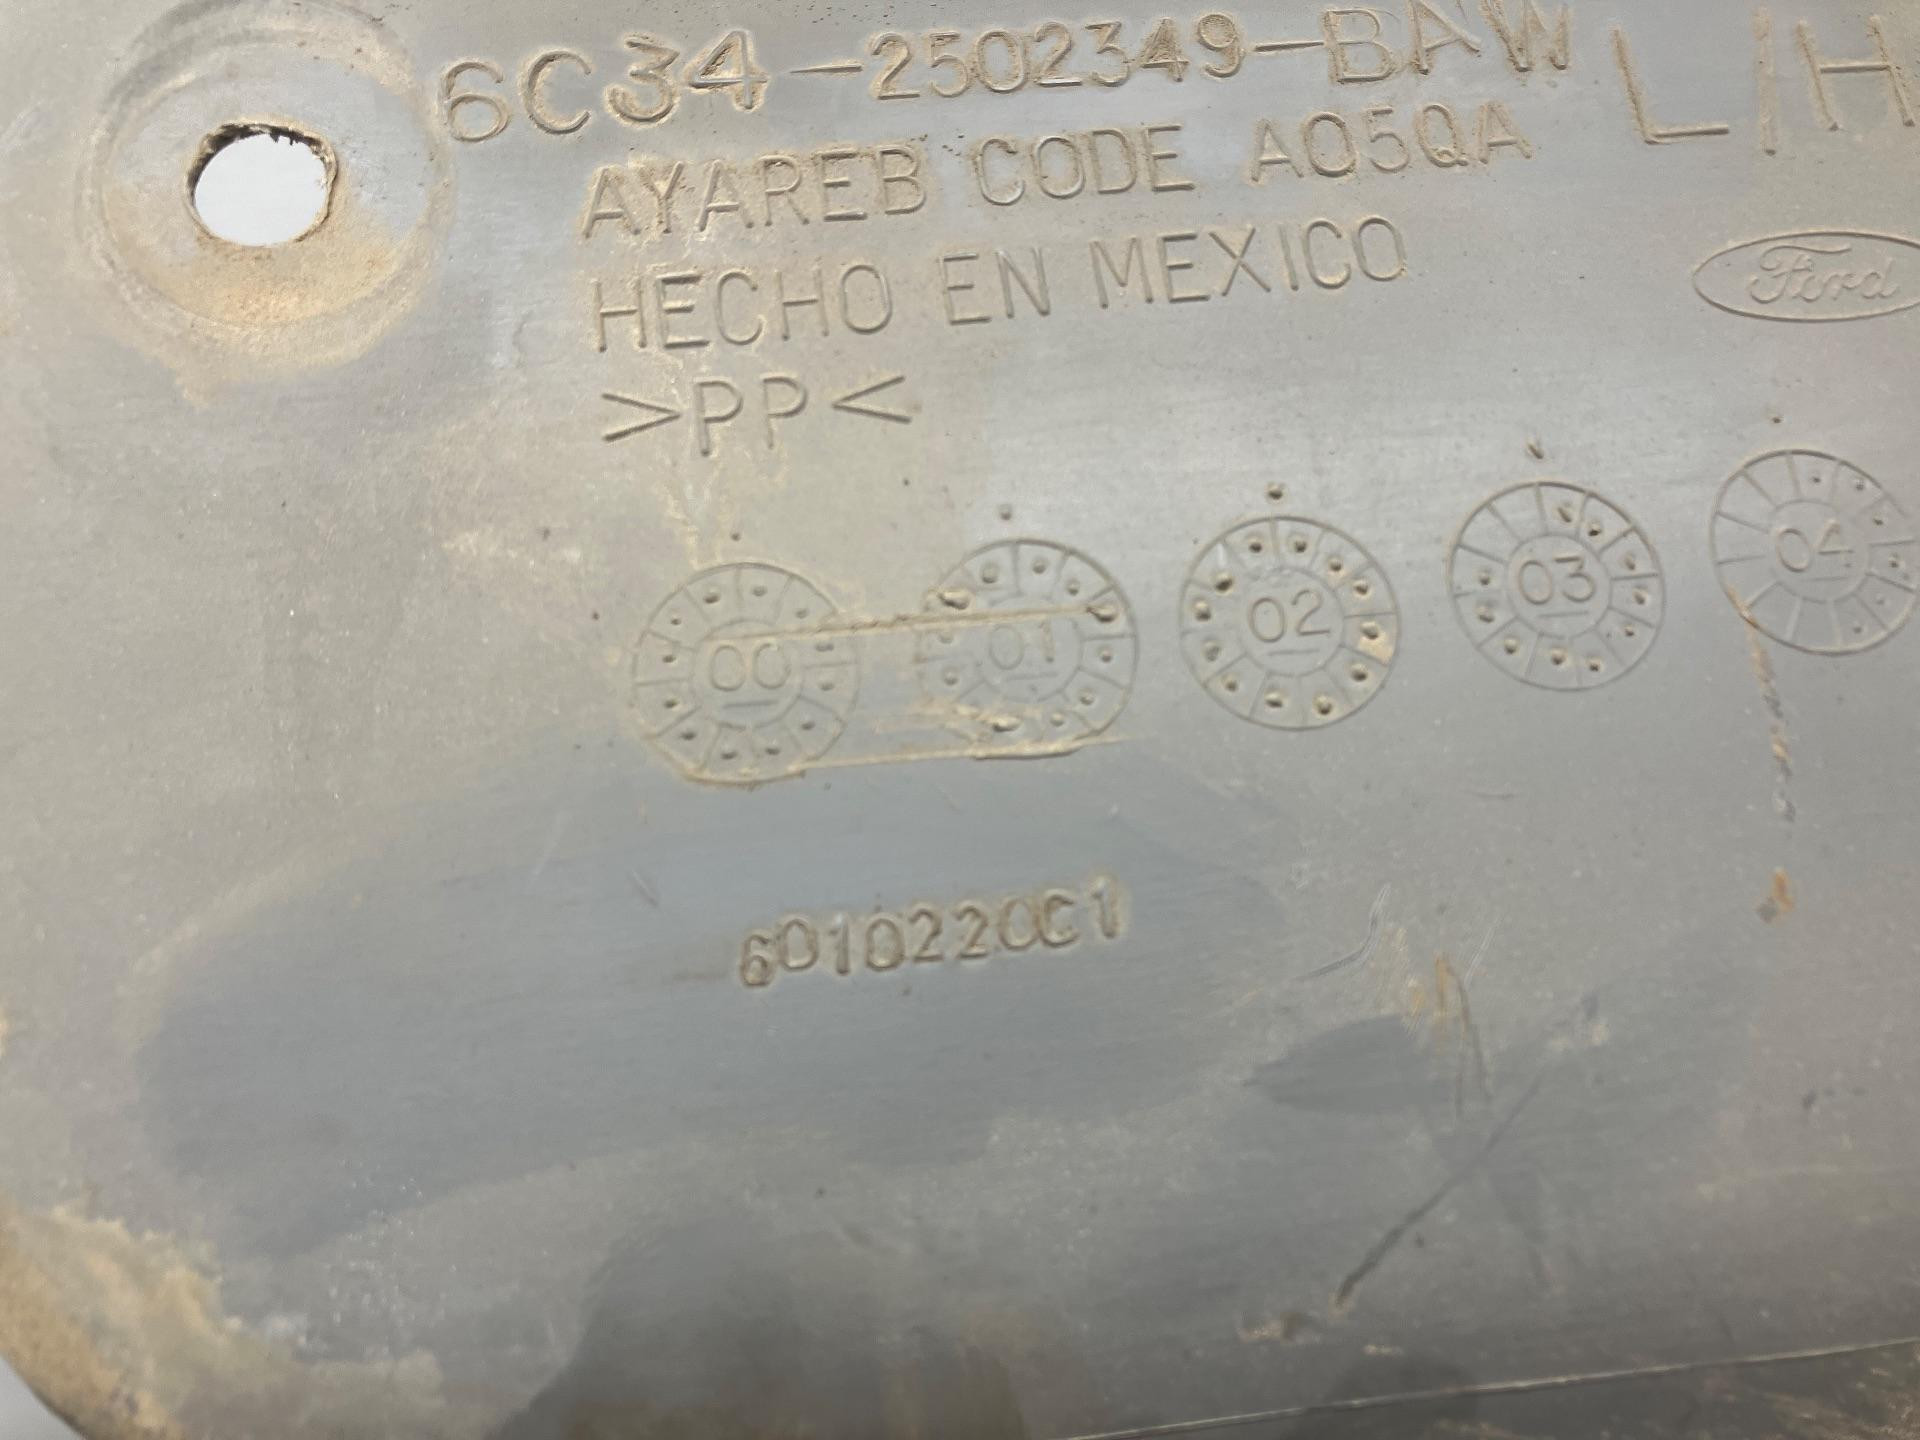 6C34-2502349-BAW L/H
AYAREB CODE A05QA
HECHO EN MEXICO
Ford
>PP<
00 01 02 03 04
6010220C1